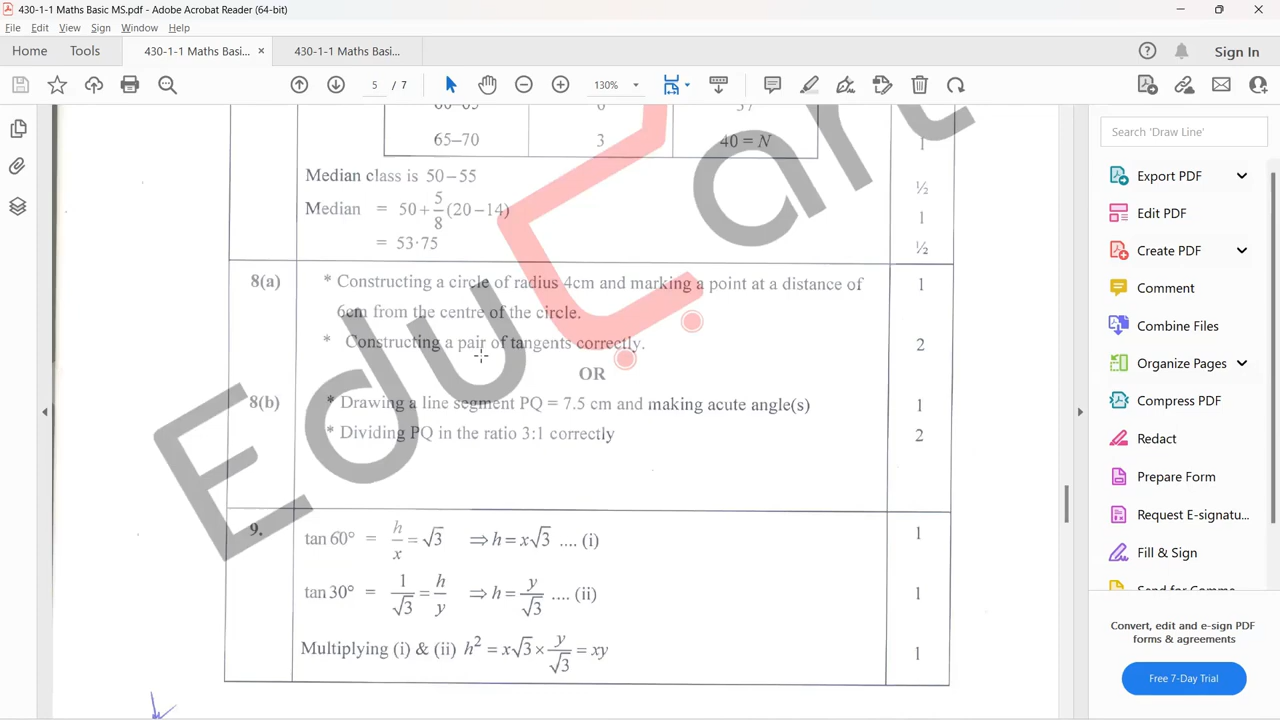 430-1-1 Maths Basic MS.pdf - Adobe Acrobat Reader (64-bit)
File Edit View Sign Window Help
Home Tools 430-1-1 Maths Basi... × 430-1-1 Maths Basi... Sign In
5 / 7 130%
65–70 3 40 = N 1
Median class is 50–55 ½
Median = 50 + 5/8 (20 – 14) 1
= 53·75 ½
8(a) * Constructing a circle of radius 4cm and marking a point at a distance of 1
6cm from the centre of the circle.
* Constructing a pair of tangents correctly. 2
OR
8(b) * Drawing a line segment PQ = 7.5 cm and making acute angle(s) 1
* Dividing PQ in the ratio 3:1 correctly 2
9. tan 60° = h/x = √3 ⇒ h = x√3 .... (i) 1
tan 30° = 1/√3 = h/y ⇒ h = y/√3 .... (ii) 1
Multiplying (i) & (ii) h² = x√3 × y/√3 = xy 1
EduCart
Search 'Draw Line'
Export PDF
Edit PDF
Create PDF
Comment
Combine Files
Organize Pages
Compress PDF
Redact
Prepare Form
Request E-signatu...
Fill & Sign
Convert, edit and e-sign PDF
forms & agreements
Free 7-Day Trial